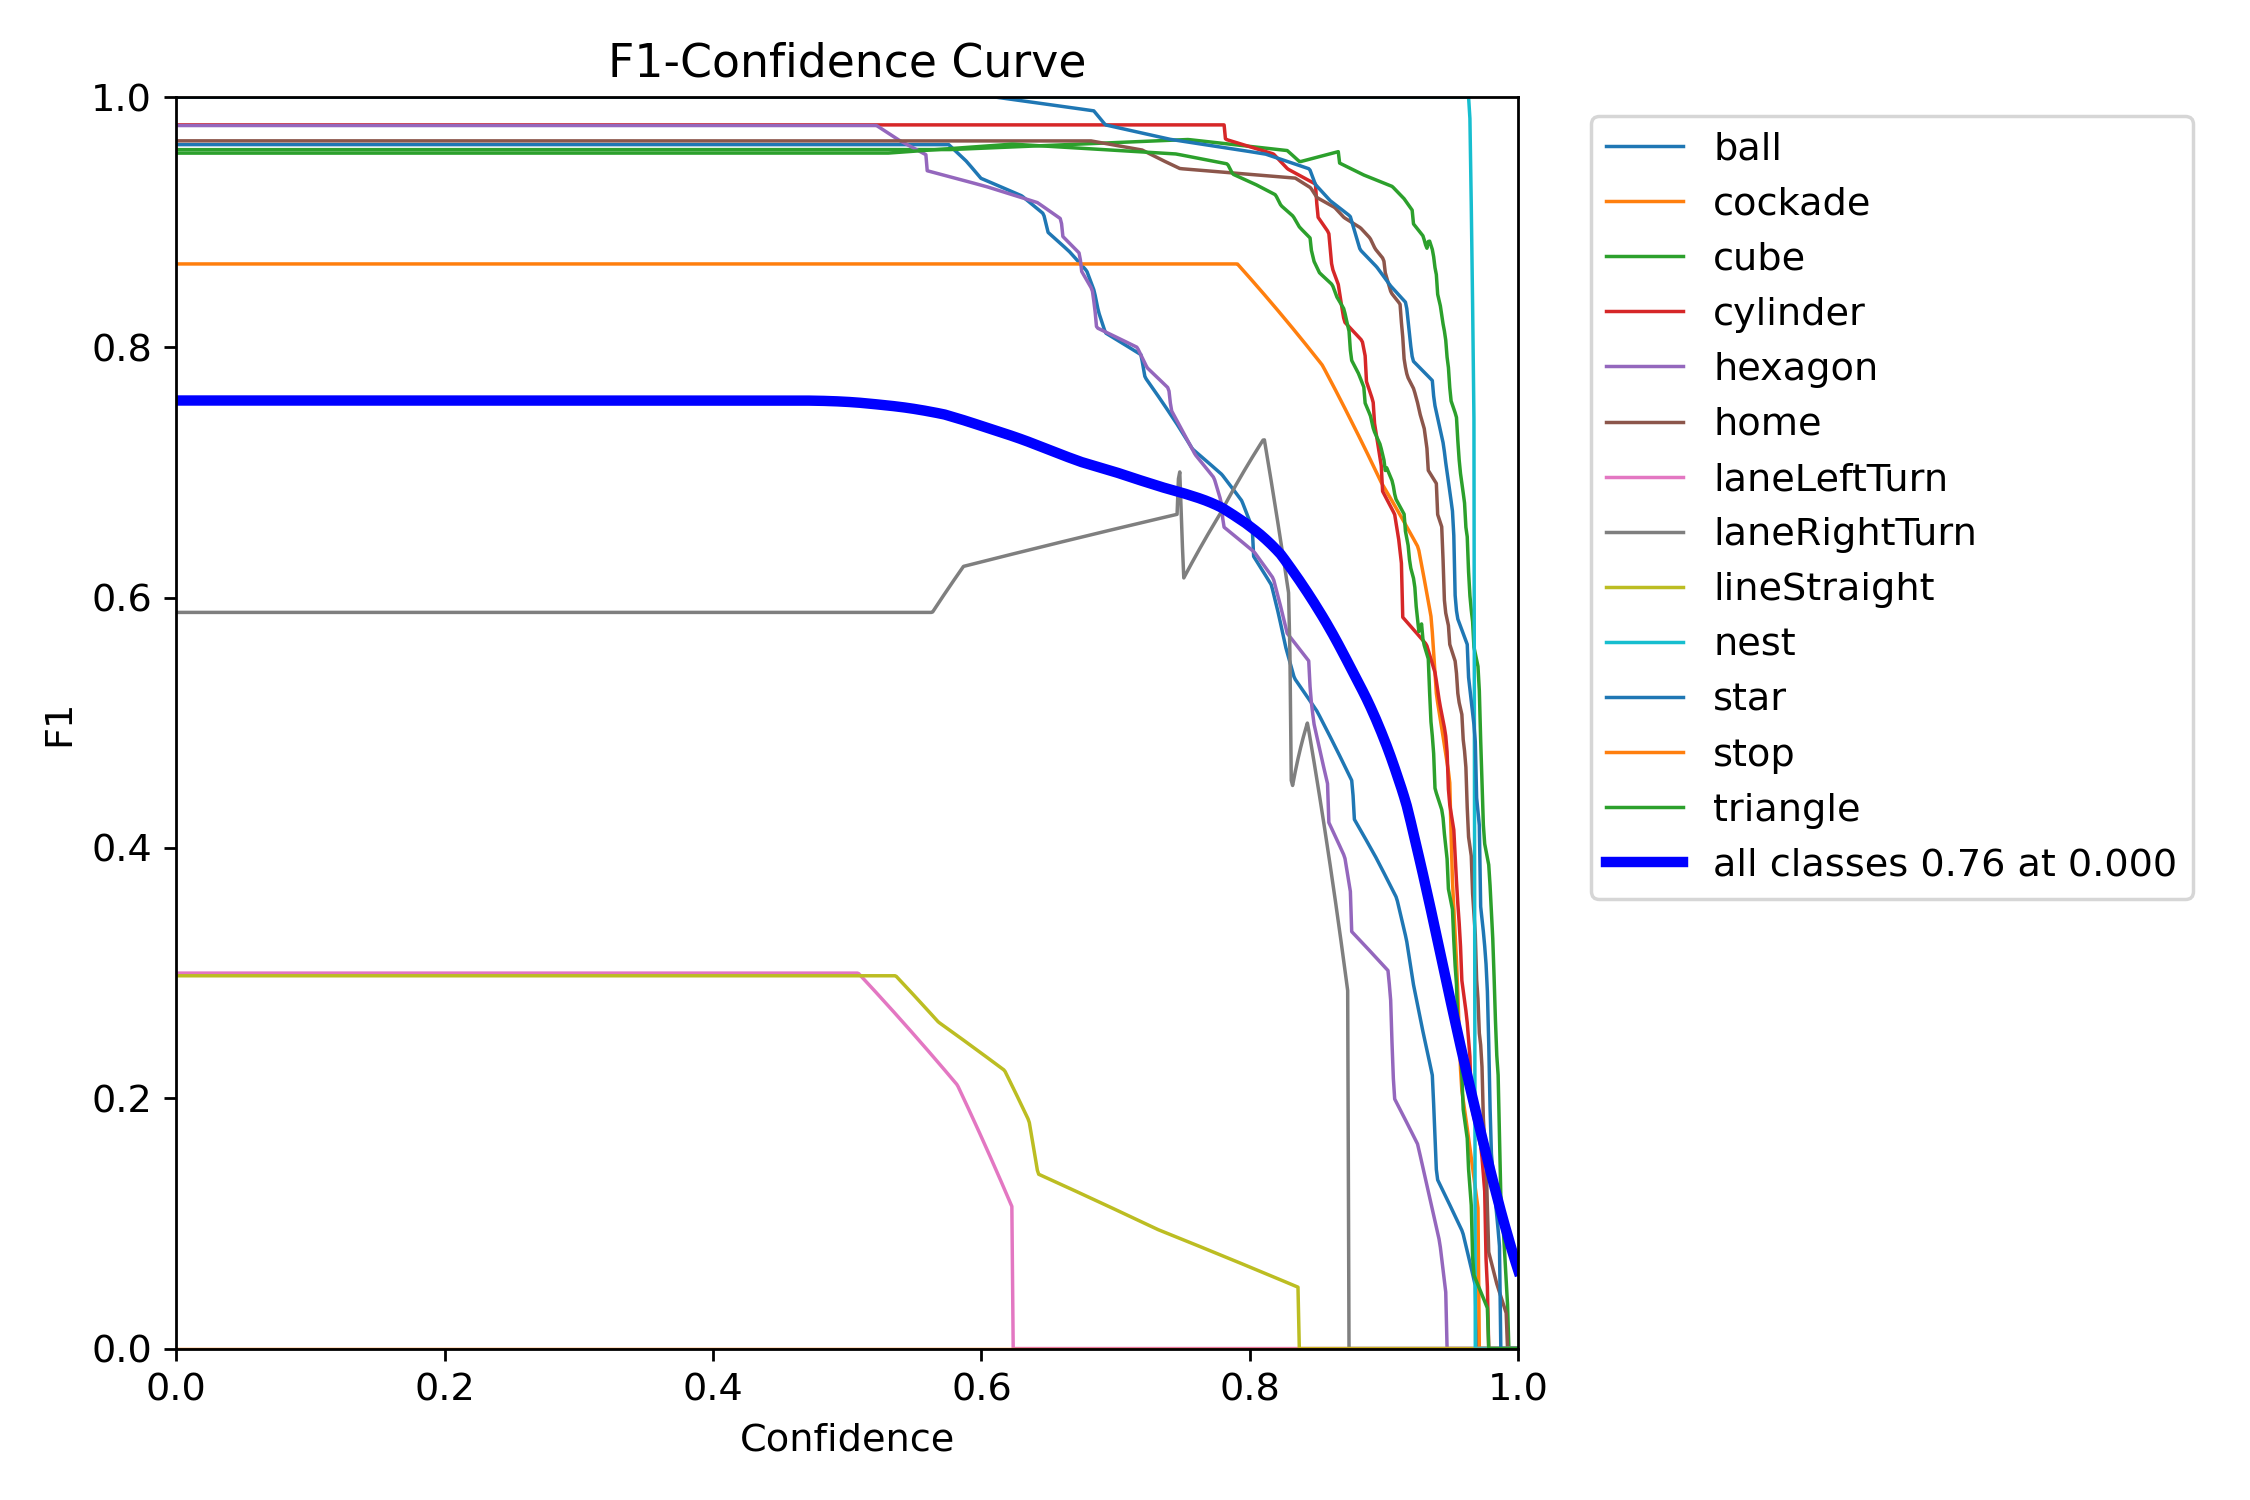 F1-Confidence Curve
1.0
0.8
0.6
0.4
0.2
0.0
F1
0.0 0.2 0.4 0.6 0.8 1.0
Confidence
ball
cockade
cube
cylinder
hexagon
home
laneLeftTurn
laneRightTurn
lineStraight
nest
star
stop
triangle
all classes 0.76 at 0.000